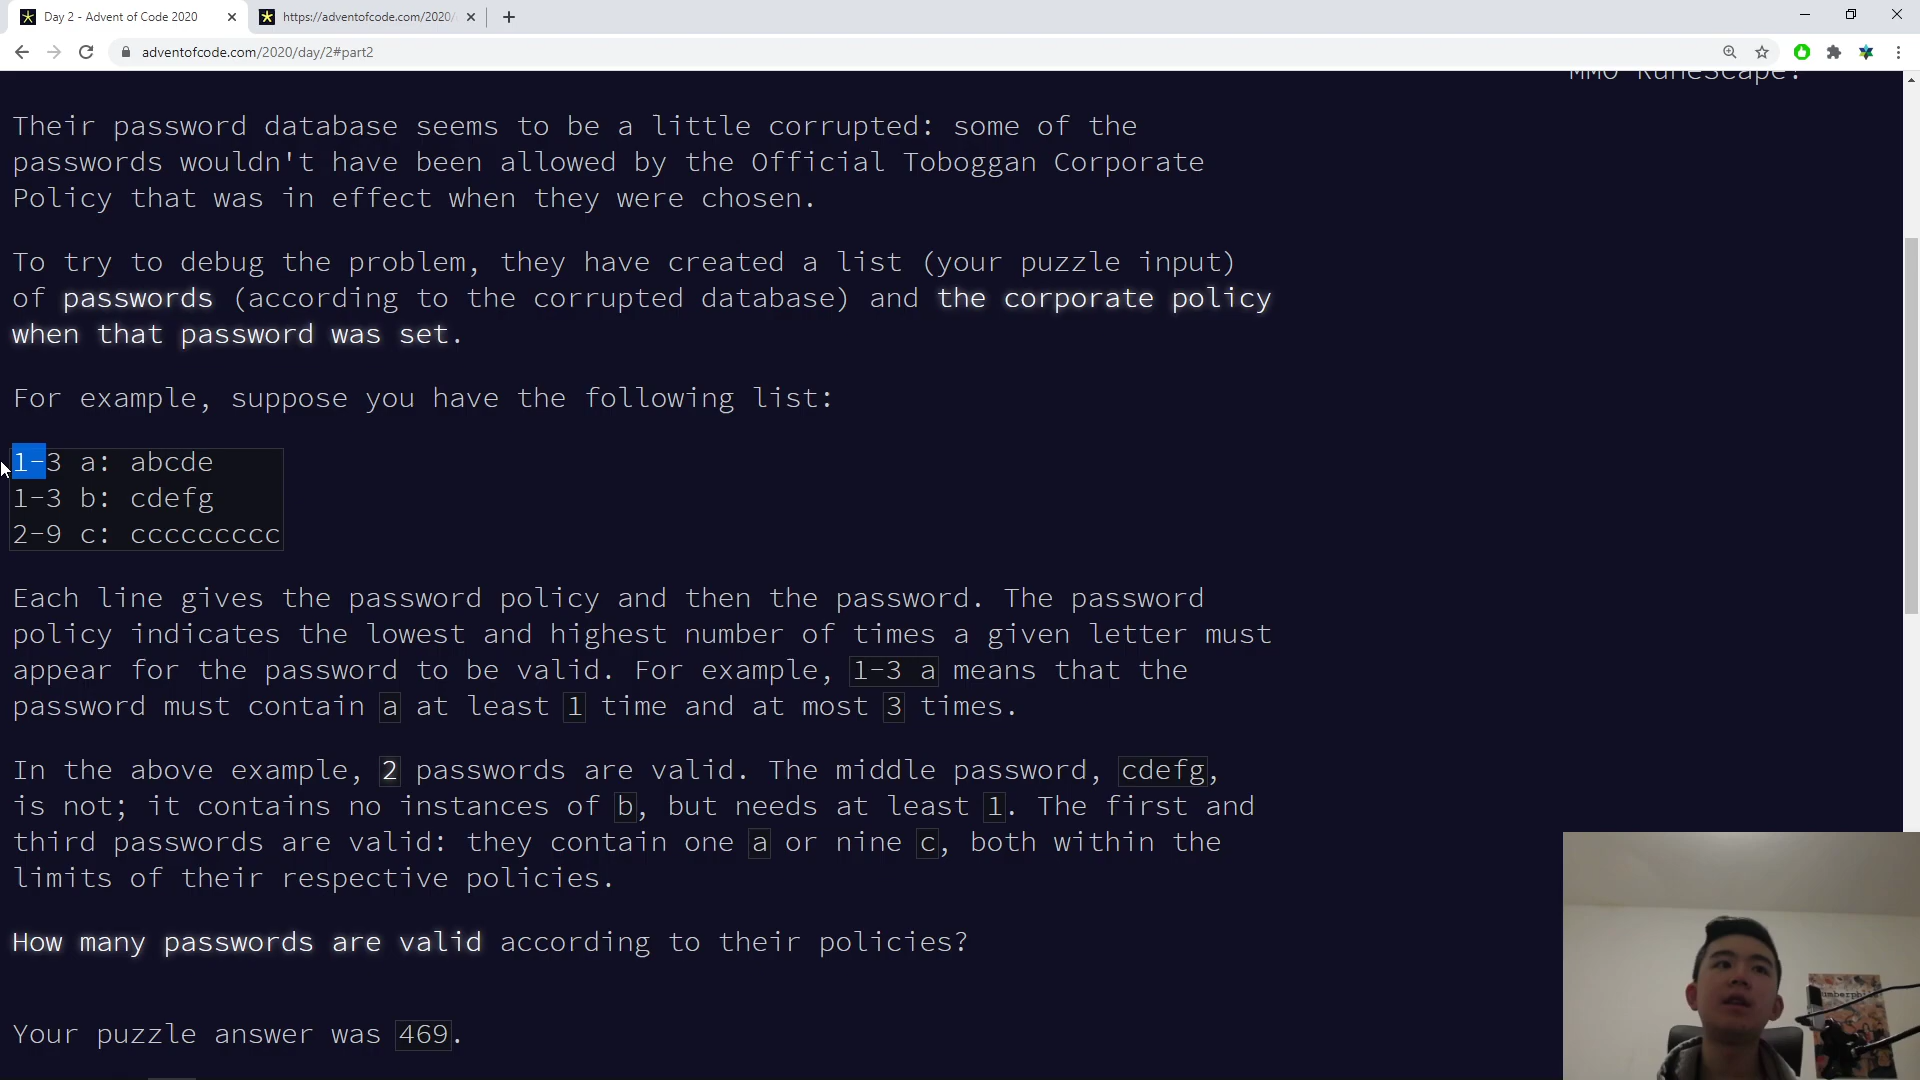 Day 2 - Advent of Code 2020
https://adventofcode.com/2020/
adventofcode.com/2020/day/2#part2
MMO RuneScape!
Their password database seems to be a little corrupted: some of the
passwords wouldn't have been allowed by the Official Toboggan Corporate
Policy that was in effect when they were chosen.
To try to debug the problem, they have created a list (your puzzle input)
of passwords (according to the corrupted database) and the corporate policy
when that password was set.
For example, suppose you have the following list:
1-3 a: abcde
1-3 b: cdefg
2-9 c: ccccccccc
Each line gives the password policy and then the password. The password
policy indicates the lowest and highest number of times a given letter must
appear for the password to be valid. For example, 1-3 a means that the
password must contain a at least 1 time and at most 3 times.
In the above example, 2 passwords are valid. The middle password, cdefg,
is not; it contains no instances of b, but needs at least 1. The first and
third passwords are valid: they contain one a or nine c, both within the
limits of their respective policies.
How many passwords are valid according to their policies?
Your puzzle answer was 469.